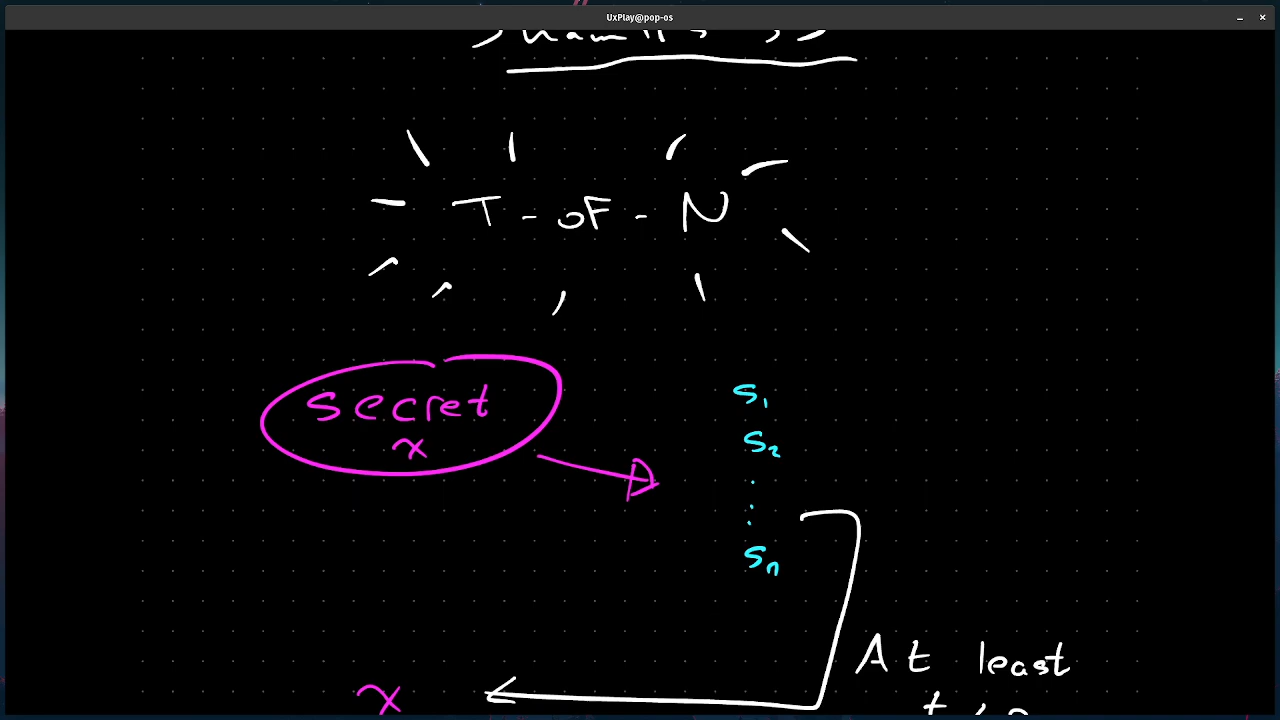 UxPlay@pop-os
T-oF-N
secret
x
s1
s2
.
.
.
sn
At least
x